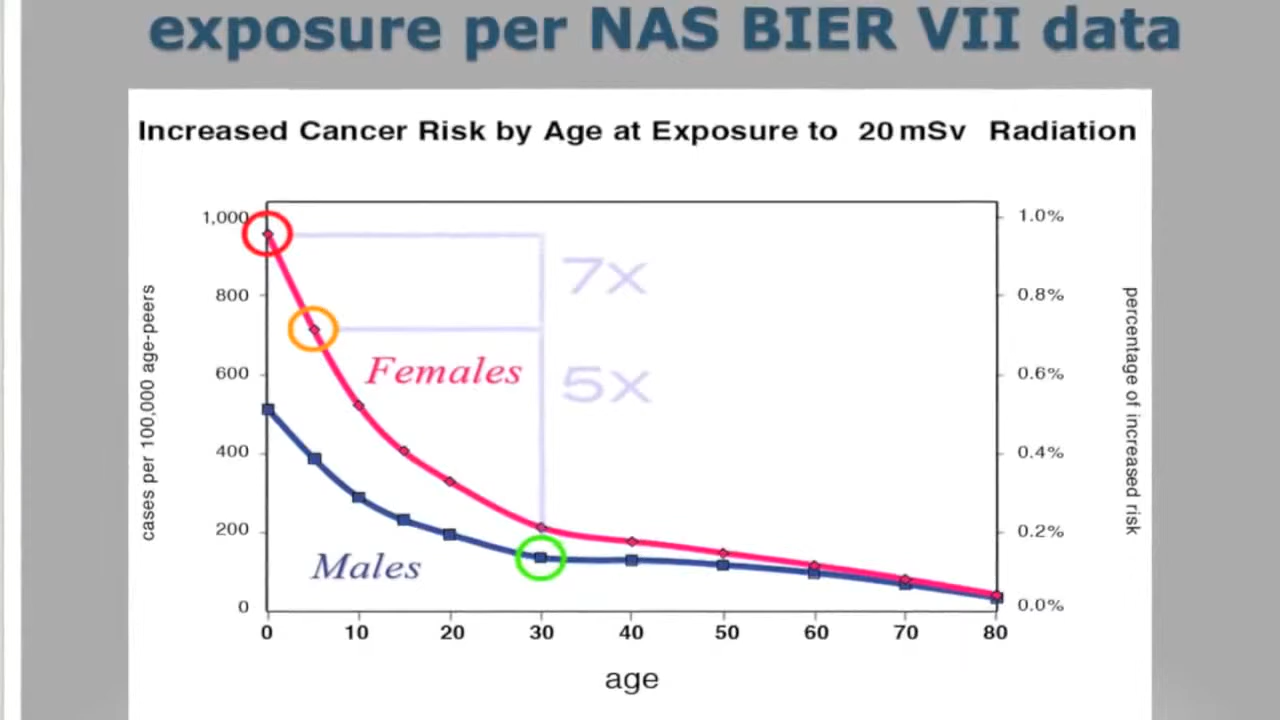 exposure per NAS BIER VII data
Increased Cancer Risk by Age at Exposure to 20 mSv Radiation
cases per 100,000 age-peers
1,000
800
600
400
200
0
7X
5X
Females
Males
1.0%
0.8%
0.6%
0.4%
0.2%
0.0%
percentage of increased risk
0 10 20 30 40 50 60 70 80
age